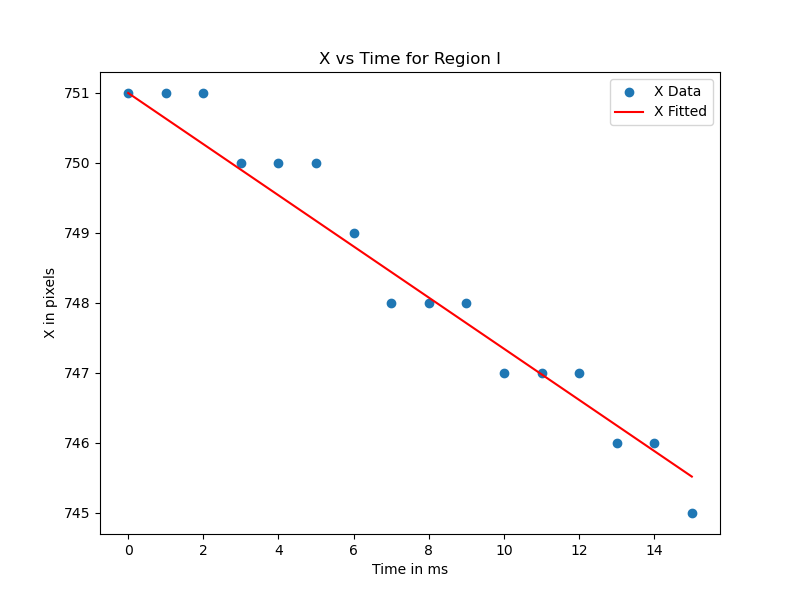 X vs Time for Region I
X Data
X Fitted
751
750
749
748
747
746
745
X in pixels
0 2 4 6 8 10 12 14
Time in ms